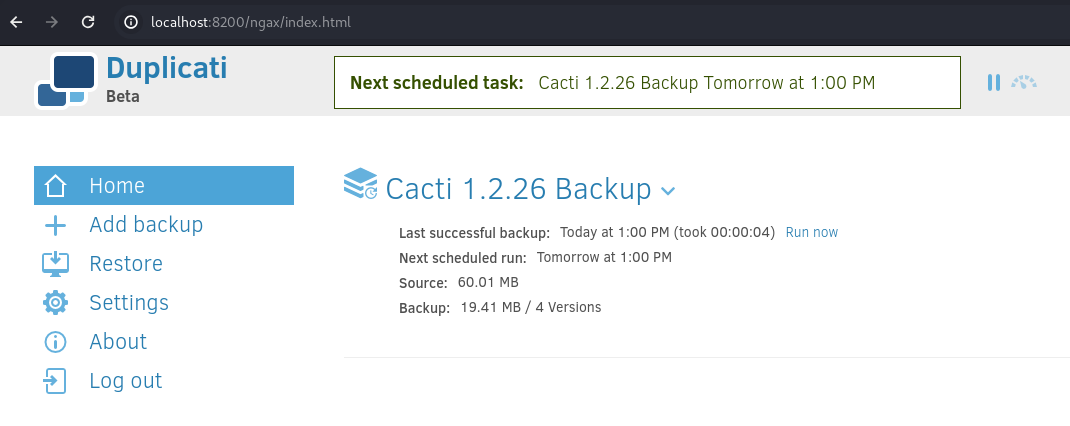 localhost:8200/ngax/index.html
Duplicati
Beta
Next scheduled task: Cacti 1.2.26 Backup Tomorrow at 1:00 PM
Home
Add backup
Restore
Settings
About
Log out
Cacti 1.2.26 Backup
Last successful backup: Today at 1:00 PM (took 00:00:04) Run now
Next scheduled run: Tomorrow at 1:00 PM
Source: 60.01 MB
Backup: 19.41 MB / 4 Versions